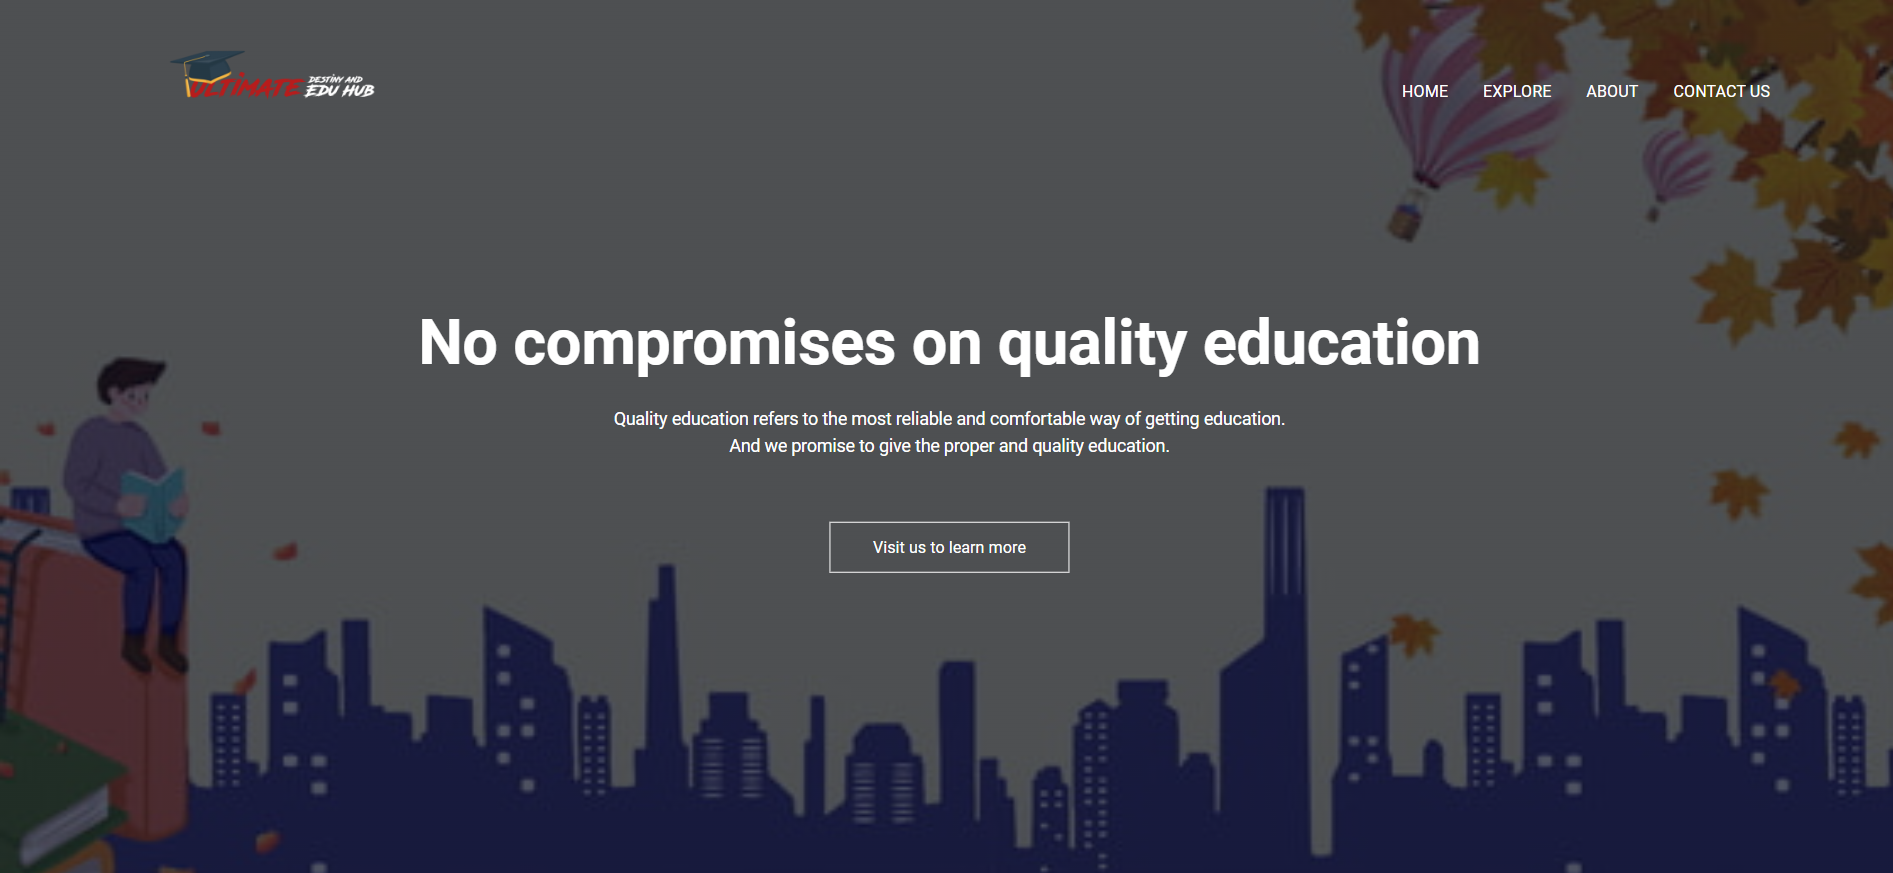 ULTIMATE DESTINY AND
EDU HUB
HOME EXPLORE ABOUT CONTACT US
No compromises on quality education
Quality education refers to the most reliable and comfortable way of getting education.
And we promise to give the proper and quality education.
Visit us to learn more